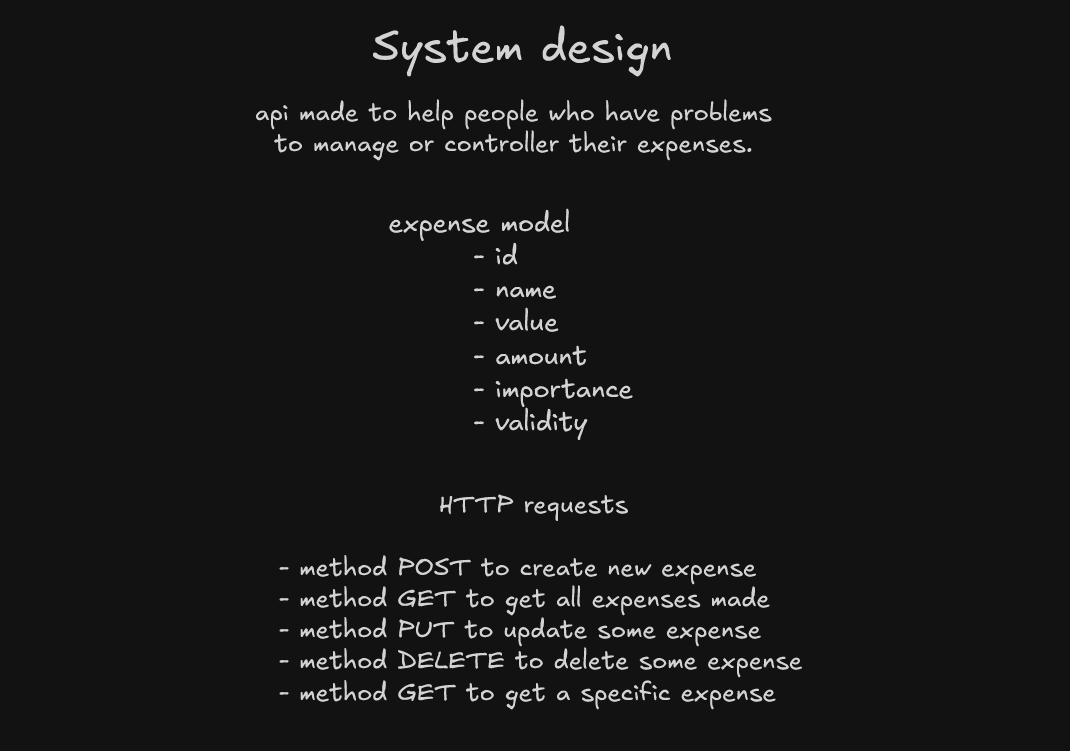 System design
api made to help people who have problems
to manage or controller their expenses.
expense model
- id
- name
- value
- amount
- importance
- validity
HTTP requests
- method POST to create new expense
- method GET to get all expenses made
- method PUT to update some expense
- method DELETE to delete some expense
- method GET to get a specific expense